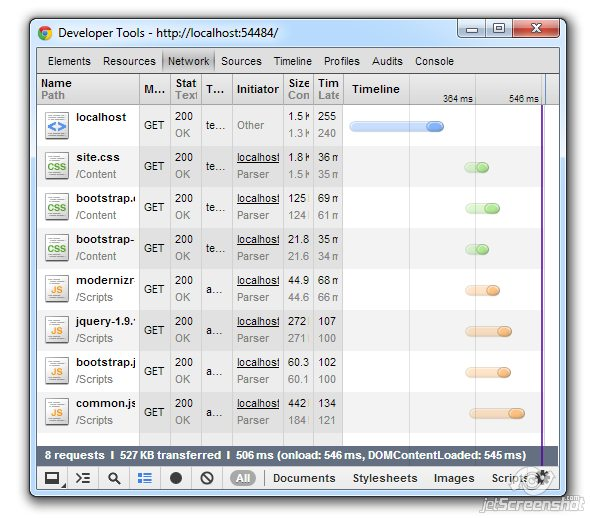 Developer Tools - http://localhost:54484/
Elements Resources Network Sources Timeline Profiles Audits Console
Name M... Stat T... Initiator Size Tim Timeline
Path Text Con Late 364 ms 546 ms
localhost GET 200 te... Other 1.5 K 255
OK 1.3 K 240
site.css GET 200 te... localhost 1.8 K 36 m
/Content OK Parser 1.5 K 35 m
bootstrap. GET 200 te... localhost 125 69 m
/Content OK Parser 124 61 m
bootstrap- GET 200 te... localhost 21.8 35 m
/Content OK Parser 21.6 34 m
moderniz GET 200 a... localhost 44.9 68 m
/Scripts OK Parser 44.6 66 m
jquery-1.9. GET 200 a... localhost 272 107
/Scripts OK Parser 271 100
bootstrap.j GET 200 a... localhost 60.3 102
/Scripts OK Parser 60.1 100
common.js GET 200 a... localhost 442 134
/Scripts OK Parser 184 121
8 requests | 527 KB transferred | 506 ms (onload: 546 ms, DOMContentLoaded: 545 ms)
All Documents Stylesheets Images Scripts
jetScreenshot.com